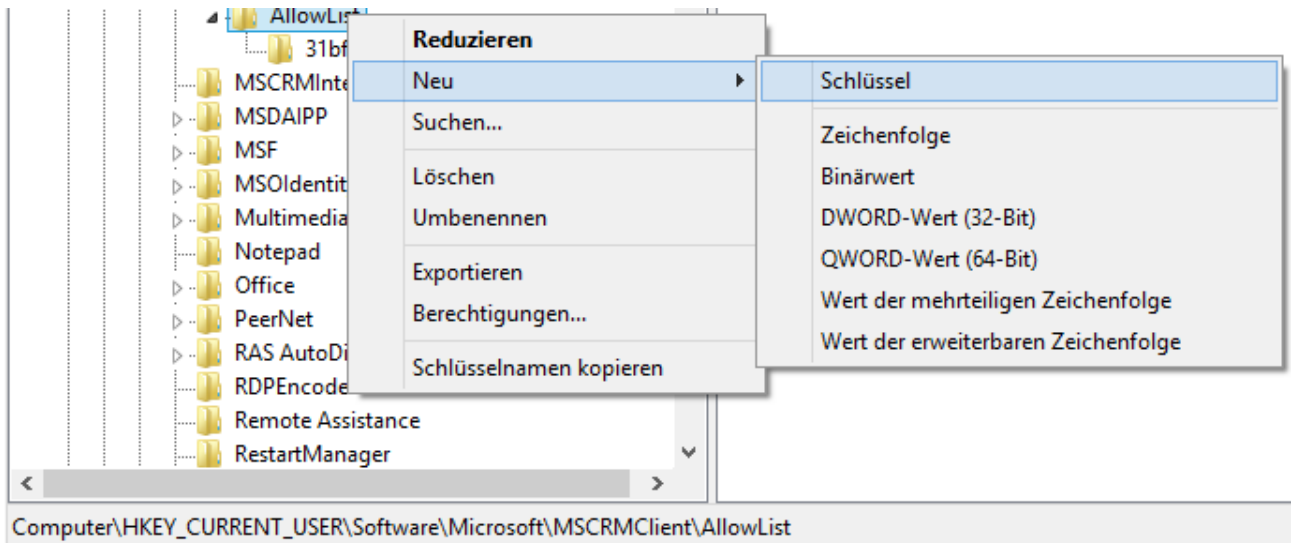 AllowList
31bf
MSCRMInte
MSDAIPP
MSF
MSOIdentit
Multimedia
Notepad
Office
PeerNet
RAS AutoDi
RDPEncode
Remote Assistance
RestartManager
Reduzieren
Neu
Suchen...
Löschen
Umbenennen
Exportieren
Berechtigungen...
Schlüsselnamen kopieren
Schlüssel
Zeichenfolge
Binärwert
DWORD-Wert (32-Bit)
QWORD-Wert (64-Bit)
Wert der mehrteiligen Zeichenfolge
Wert der erweiterbaren Zeichenfolge
Computer\HKEY_CURRENT_USER\Software\Microsoft\MSCRMClient\AllowList